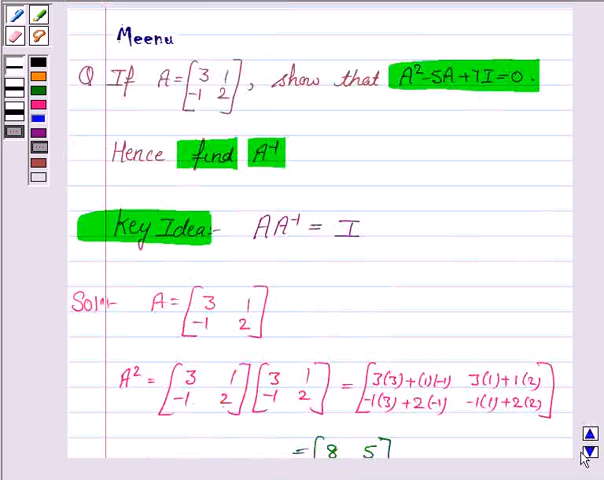 Meenu
Q If A = [3 1 -1 2], show that A² - 5A + 7I = 0.
Hence find A⁻¹
Key Idea:- AA⁻¹ = I
Soln:- A = [3 1 -1 2]
A² = [3 1 -1 2] [3 1 -1 2] = [3(3)+(1)(-1) 3(1)+1(2) -1(3)+2(-1) -1(1)+2(2)]
= [8 5